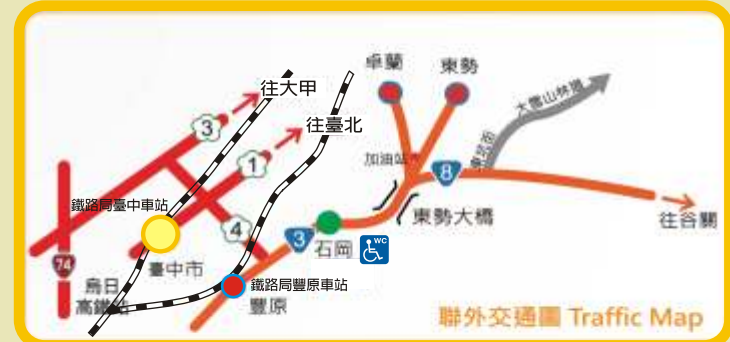 卓蘭
東勢
往大甲
大雪山林道
3
往臺北
1
加油站
8
鐵路局臺中車站
4
東勢大橋
往谷關
3
石岡
WC
74
臺中市
烏日
高鐵站
鐵路局豐原車站
豐原
聯外交通圖 Traffic Map